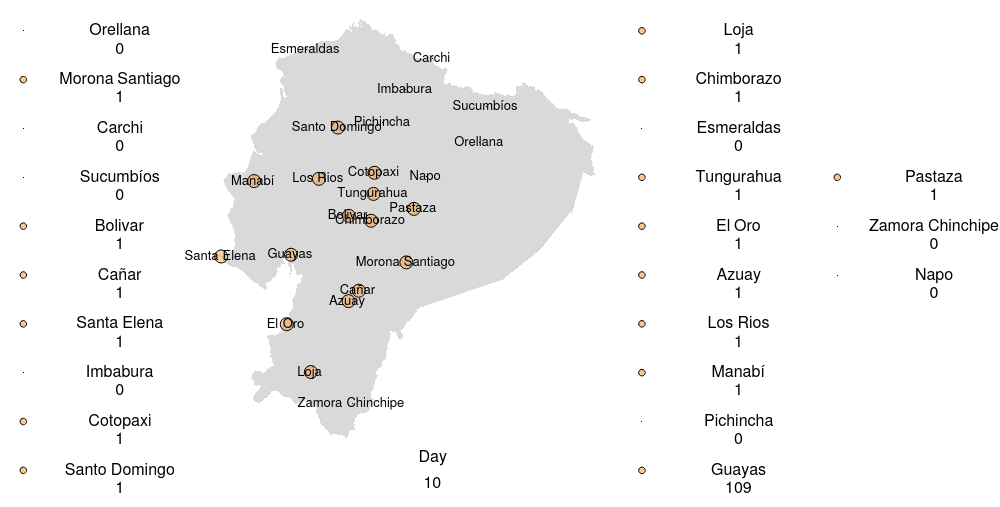 Orellana
0
Morona Santiago
1
Carchi
0
Sucumbíos
0
Bolivar
1
Cañar
1
Santa Elena
1
Imbabura
0
Cotopaxi
1
Santo Domingo
1
Esmeraldas
Carchi
Imbabura
Sucumbíos
Pichincha
Santo Domingo
Orellana
Cotopaxi
Napo
Los Rios
Manabí
Tungurahua
Pastaza
Bolivar
Chimborazo
Guayas
Santa Elena
Morona Santiago
Cañar
Azuay
El Oro
Loja
Zamora Chinchipe
Day
10
Loja
1
Chimborazo
1
Esmeraldas
0
Tungurahua
1
El Oro
1
Azuay
1
Los Rios
1
Manabí
1
Pichincha
0
Guayas
109
Pastaza
1
Zamora Chinchipe
0
Napo
0